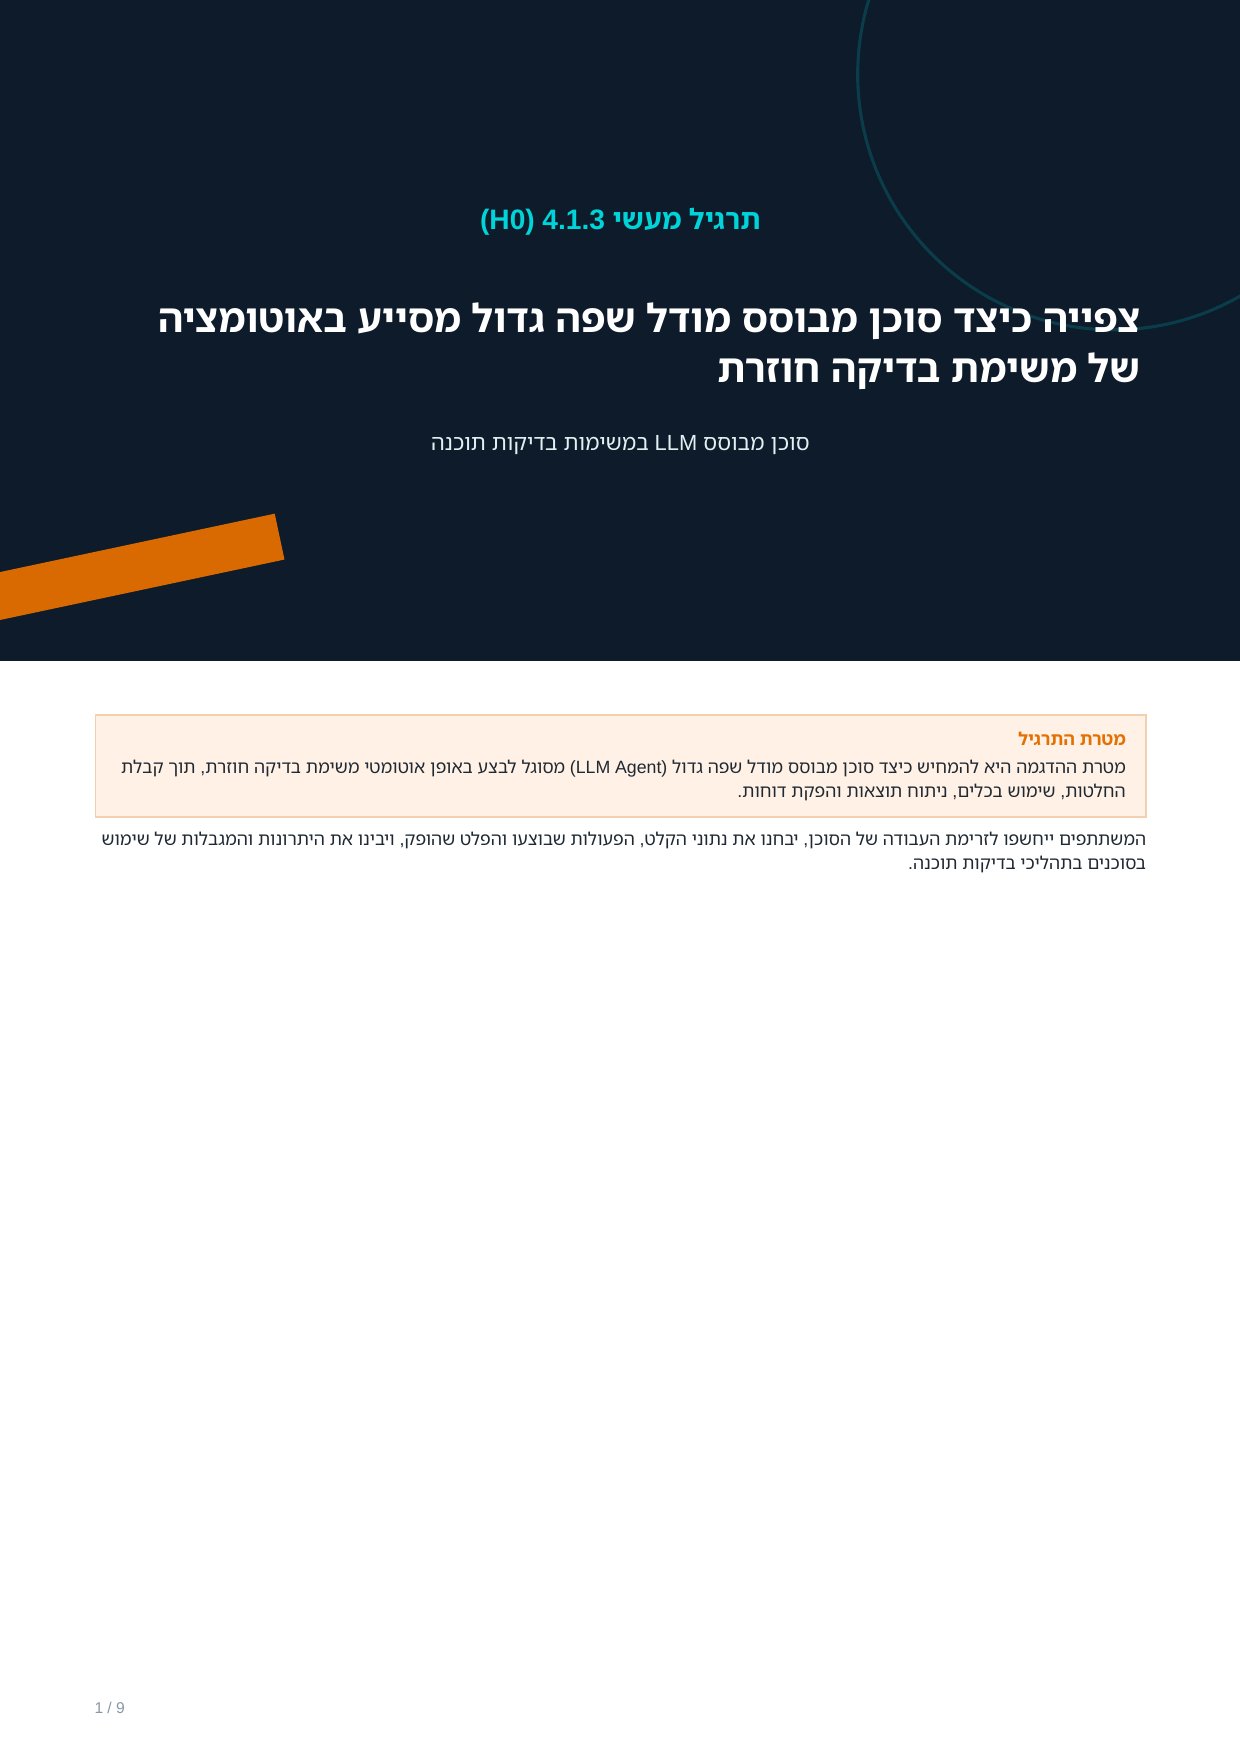 תרגיל מעשי 4.1.3 (H0)
צפייה כיצד סוכן מבוסס מודל שפה גדול מסייע באוטומציה
של משימת בדיקה חוזרת
סוכן מבוסס LLM במשימות בדיקות תוכנה
מטרת התרגיל
מטרת ההדגמה היא להמחיש כיצד סוכן מבוסס מודל שפה גדול (LLM Agent) מסוגל לבצע באופן אוטומטי משימת בדיקה חוזרת, תוך קבלת
החלטות, שימוש בכלים, ניתוח תוצאות והפקת דוחות.
המשתתפים ייחשפו לזרימת העבודה של הסוכן, יבחנו את נתוני הקלט, הפעולות שבוצעו והפלט שהופק, ויבינו את היתרונות והמגבלות של שימוש
בסוכנים בתהליכי בדיקות תוכנה.
1 / 9